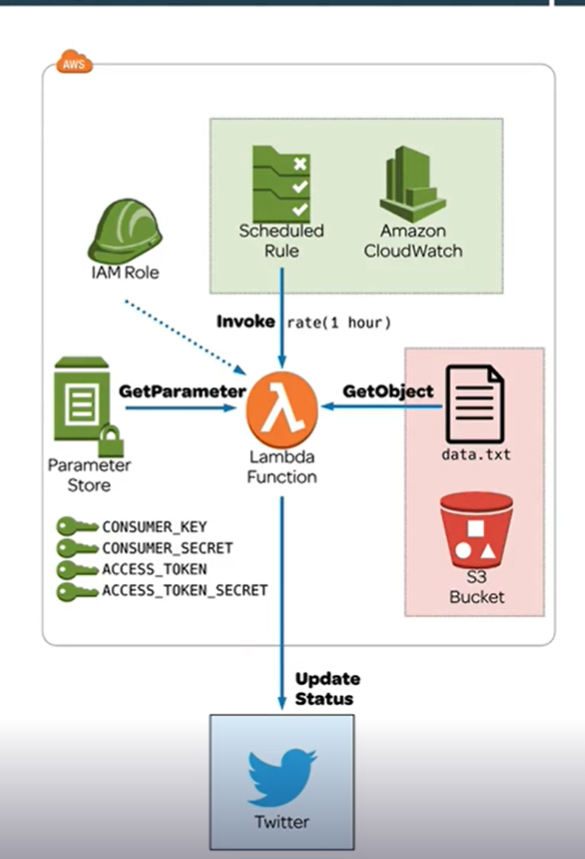 AWS
Scheduled
Rule
Amazon
CloudWatch
IAM Role
Invoke rate(1 hour)
GetParameter
GetObject
Parameter
Store
Lambda
Function
data.txt
CONSUMER_KEY
CONSUMER_SECRET
ACCESS_TOKEN
ACCESS_TOKEN_SECRET
S3
Bucket
Update
Status
Twitter